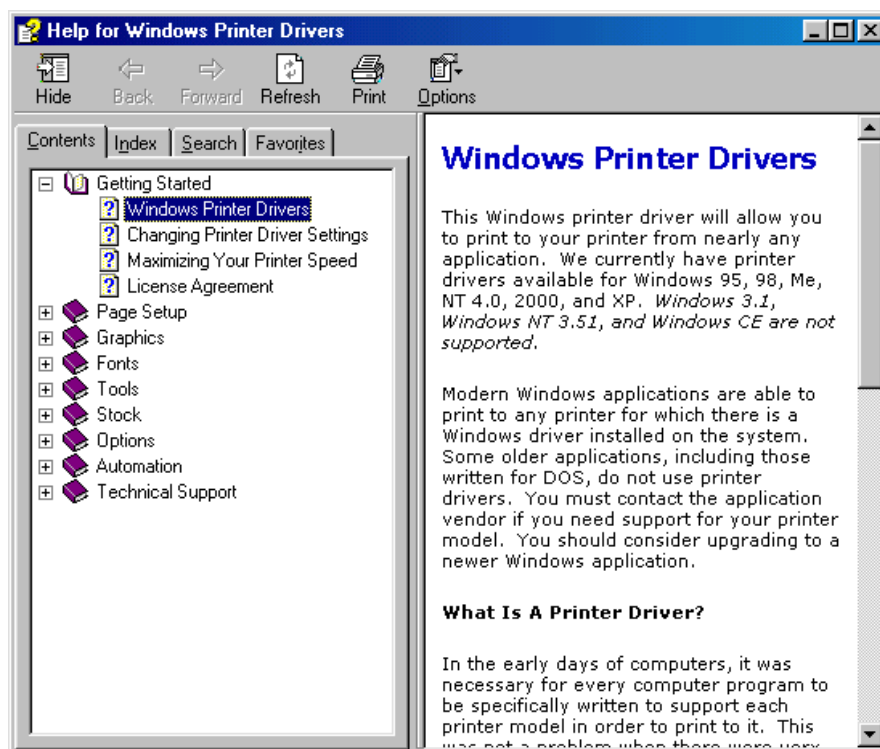 Help for Windows Printer Drivers
Hide Back Forward Refresh Print Options
Contents Index Search Favorites
Getting Started
Windows Printer Drivers
Changing Printer Driver Settings
Maximizing Your Printer Speed
License Agreement
Page Setup
Graphics
Fonts
Tools
Stock
Options
Automation
Technical Support
Windows Printer Drivers
This Windows printer driver will allow you
to print to your printer from nearly any
application. We currently have printer
drivers available for Windows 95, 98, Me,
NT 4.0, 2000, and XP. Windows 3.1,
Windows NT 3.51, and Windows CE are not
supported.
Modern Windows applications are able to
print to any printer for which there is a
Windows driver installed on the system.
Some older applications, including those
written for DOS, do not use printer
drivers. You must contact the application
vendor if you need support for your printer
model. You should consider upgrading to a
newer Windows application.
What Is A Printer Driver?
In the early days of computers, it was
necessary for every computer program to
be specifically written to support each
printer model in order to print to it. This
was not a problem when there were very